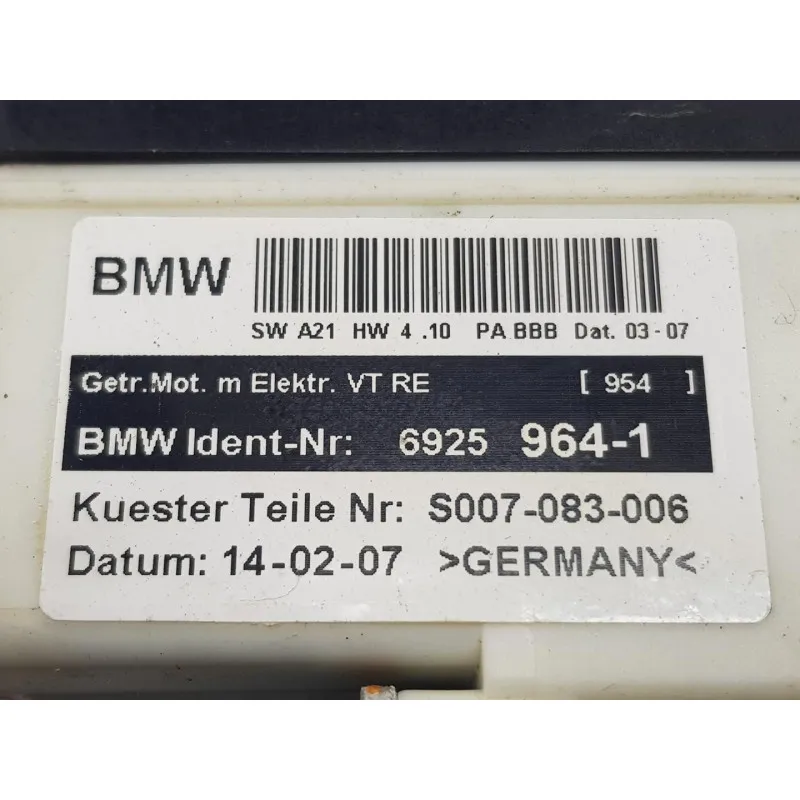 BMW
SW A21 HW 4 .10 PA BBB Dat. 03-07
Getr.Mot. m Elektr. VT RE [ 954 ]
BMW Ident-Nr: 6925 964-1
Kuester Teile Nr: S007-083-006
Datum: 14-02-07 >GERMANY<